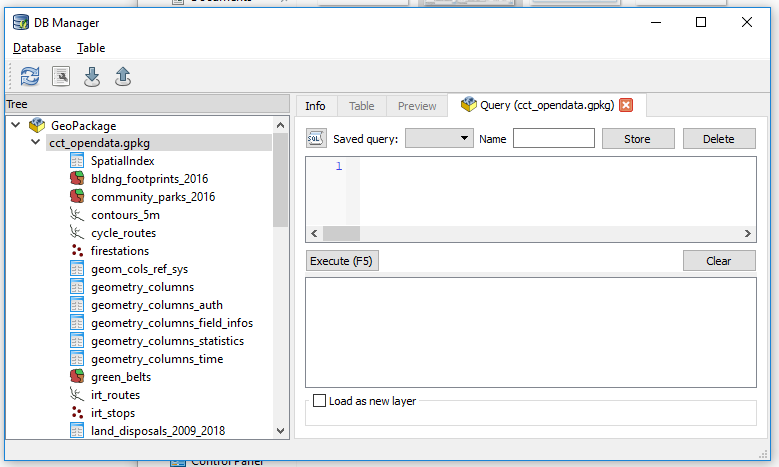 Documents
DB Manager
Database Table
Tree
GeoPackage
cct_opendata.gpkg
SpatialIndex
bldng_footprints_2016
community_parks_2016
contours_5m
cycle_routes
firestations
geom_cols_ref_sys
geometry_columns
geometry_columns_auth
geometry_columns_field_infos
geometry_columns_statistics
geometry_columns_time
green_belts
irt_routes
irt_stops
land_disposals_2009_2018
Info Table Preview Query (cct_opendata.gpkg)
SQL Saved query: Name Store Delete
1
Execute (F5) Clear
Load as new layer
Control Panel